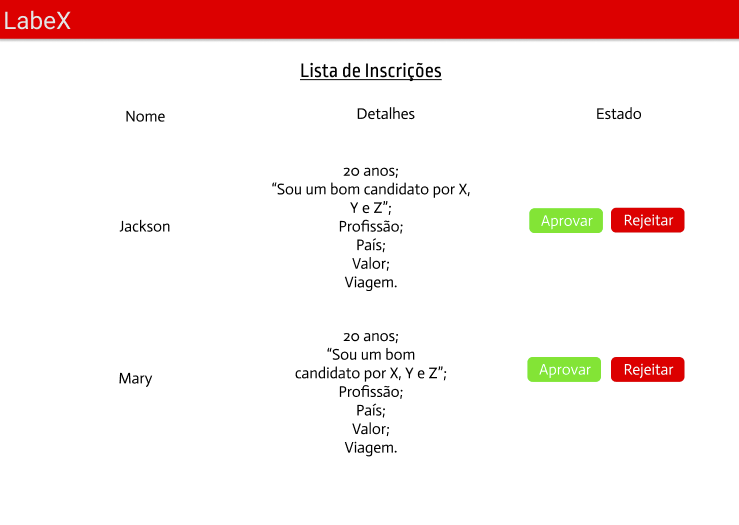 LabeX
Lista de Inscrições
Nome
Detalhes
Estado
Jackson
20 anos;
“Sou um bom candidato por X,
Y e Z”;
Profissão;
País;
Valor;
Viagem.
Aprovar
Rejeitar
Mary
20 anos;
“Sou um bom
candidato por X, Y e Z”;
Profissão;
País;
Valor;
Viagem.
Aprovar
Rejeitar